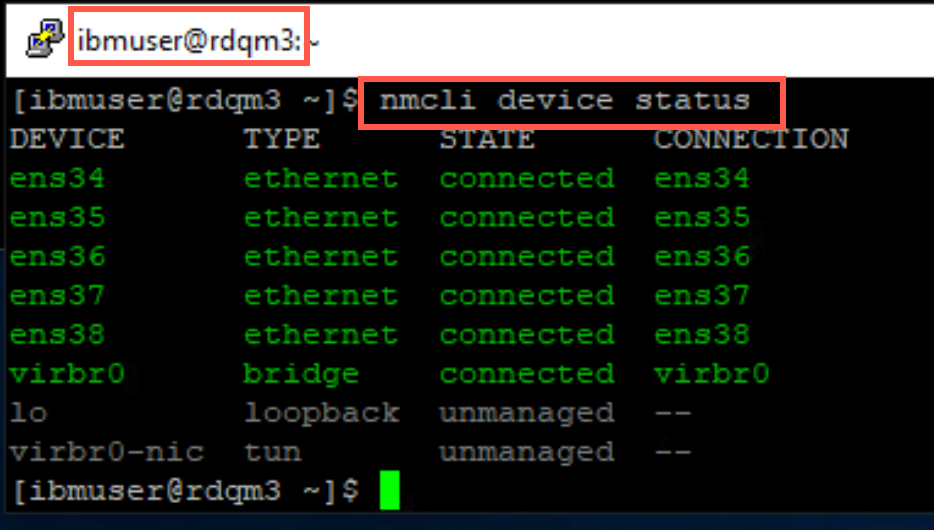 ibmuser@rdqm3:~
[ibmuser@rdqm3 ~]$ nmcli device status
DEVICE TYPE STATE CONNECTION
ens34 ethernet connected ens34
ens35 ethernet connected ens35
ens36 ethernet connected ens36
ens37 ethernet connected ens37
ens38 ethernet connected ens38
virbr0 bridge connected virbr0
lo loopback unmanaged --
virbr0-nic tun unmanaged --
[ibmuser@rdqm3 ~]$